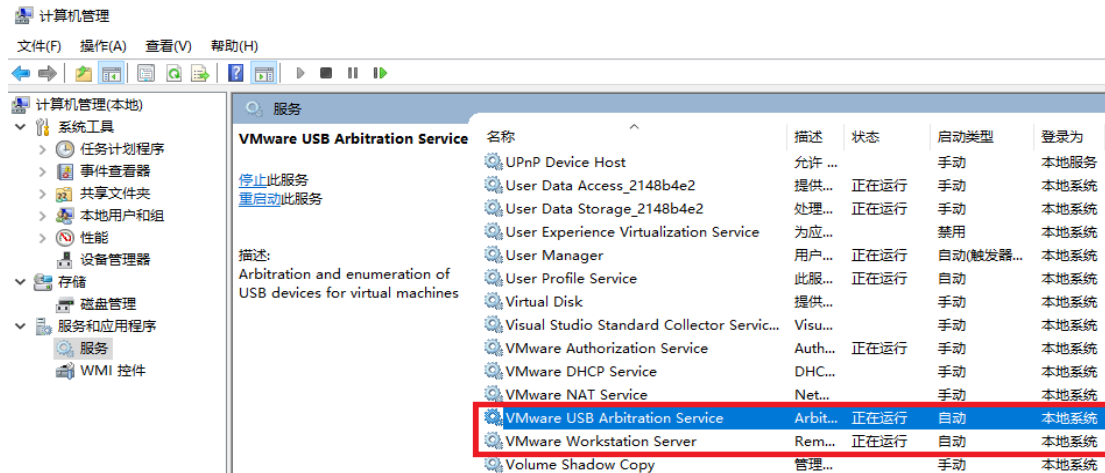 计算机管理
文件(F) 操作(A) 查看(V) 帮助(H)
计算机管理(本地)
系统工具
任务计划程序
事件查看器
共享文件夹
本地用户和组
性能
设备管理器
存储
磁盘管理
服务和应用程序
服务
WMI 控件
服务
VMware USB Arbitration Service
停止此服务
重启动此服务
描述:
Arbitration and enumeration of
USB devices for virtual machines
名称 描述 状态 启动类型 登录为
UPnP Device Host 允许 ... 手动 本地服务
User Data Access_2148b4e2 提供... 正在运行 手动 本地系统
User Data Storage_2148b4e2 处理... 正在运行 手动 本地系统
User Experience Virtualization Service 为应... 禁用 本地系统
User Manager 用户... 正在运行 自动(触发器... 本地系统
User Profile Service 此服... 正在运行 自动 本地系统
Virtual Disk 提供... 手动 本地系统
Visual Studio Standard Collector Servic... Visu... 手动 本地系统
VMware Authorization Service Auth... 正在运行 手动 本地系统
VMware DHCP Service DHC... 手动 本地系统
VMware NAT Service Net... 手动 本地系统
VMware USB Arbitration Service Arbit... 正在运行 自动 本地系统
VMware Workstation Server Rem... 正在运行 自动 本地系统
Volume Shadow Copy 管理... 手动 本地系统